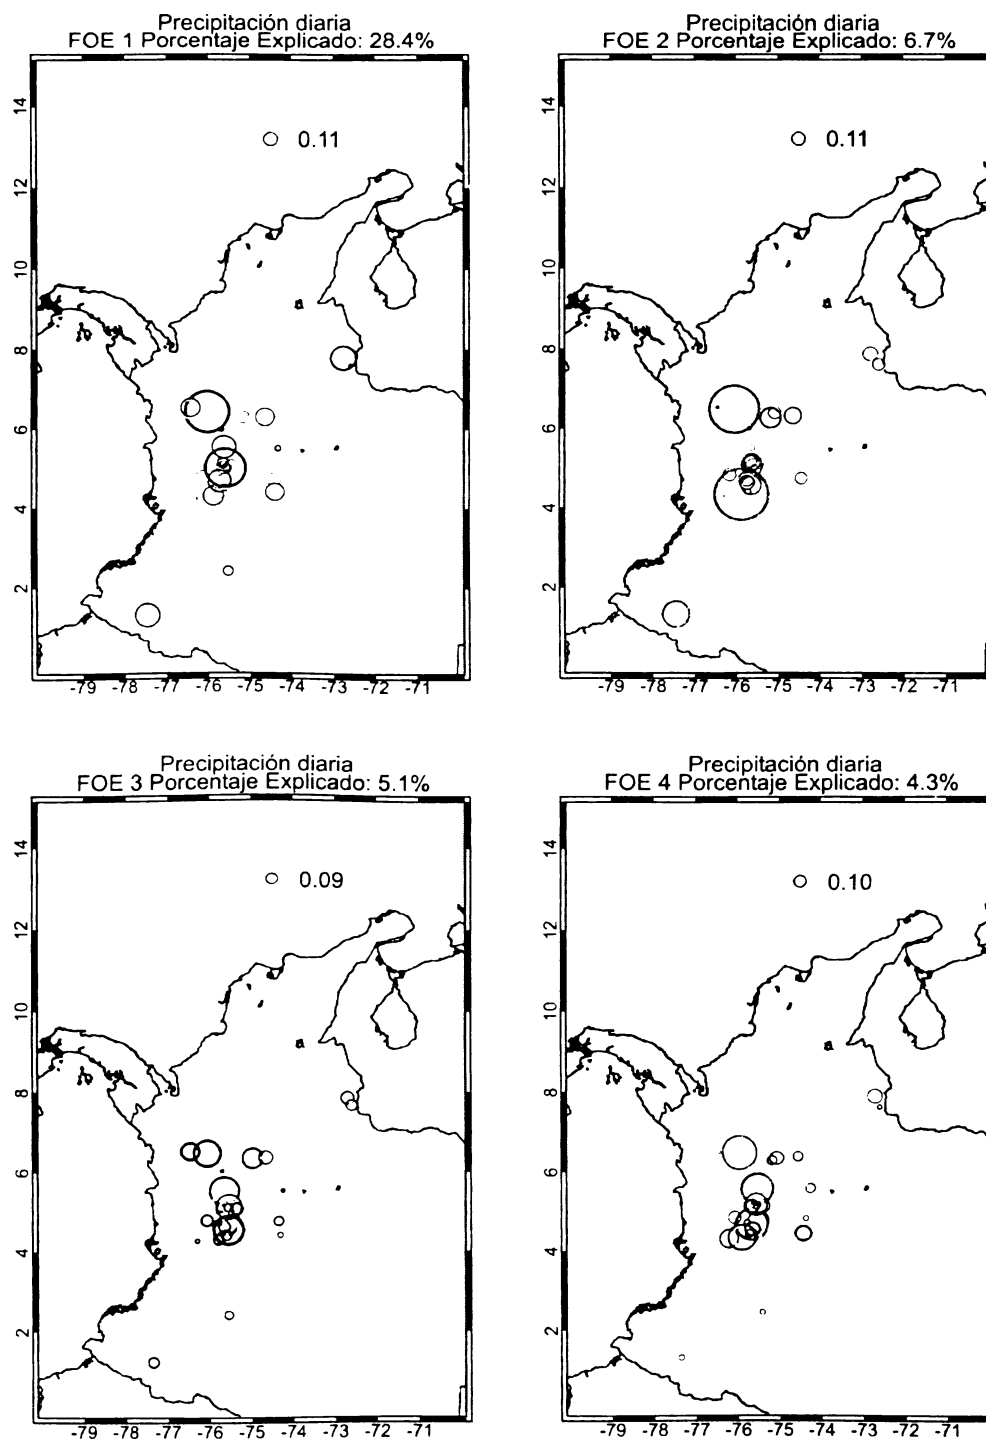 Precipitación diaria
FOE 1 Porcentaje Explicado: 28.4%
14
12
10
8
6
4
2
0.11
-79 -78 -77 -76 -75 -74 -73 -72 -71
Precipitación diaria
FOE 2 Porcentaje Explicado: 6.7%
14
12
10
8
6
4
2
0.11
-79 -78 -77 -76 -75 -74 -73 -72 -71
Precipitación diaria
FOE 3 Porcentaje Explicado: 5.1%
14
12
10
8
6
4
2
0.09
-79 -78 -77 -76 -75 -74 -73 -72 -71
Precipitación diaria
FOE 4 Porcentaje Explicado: 4.3%
14
12
10
8
6
4
2
0.10
-79 -78 -77 -76 -75 -74 -73 -72 -71